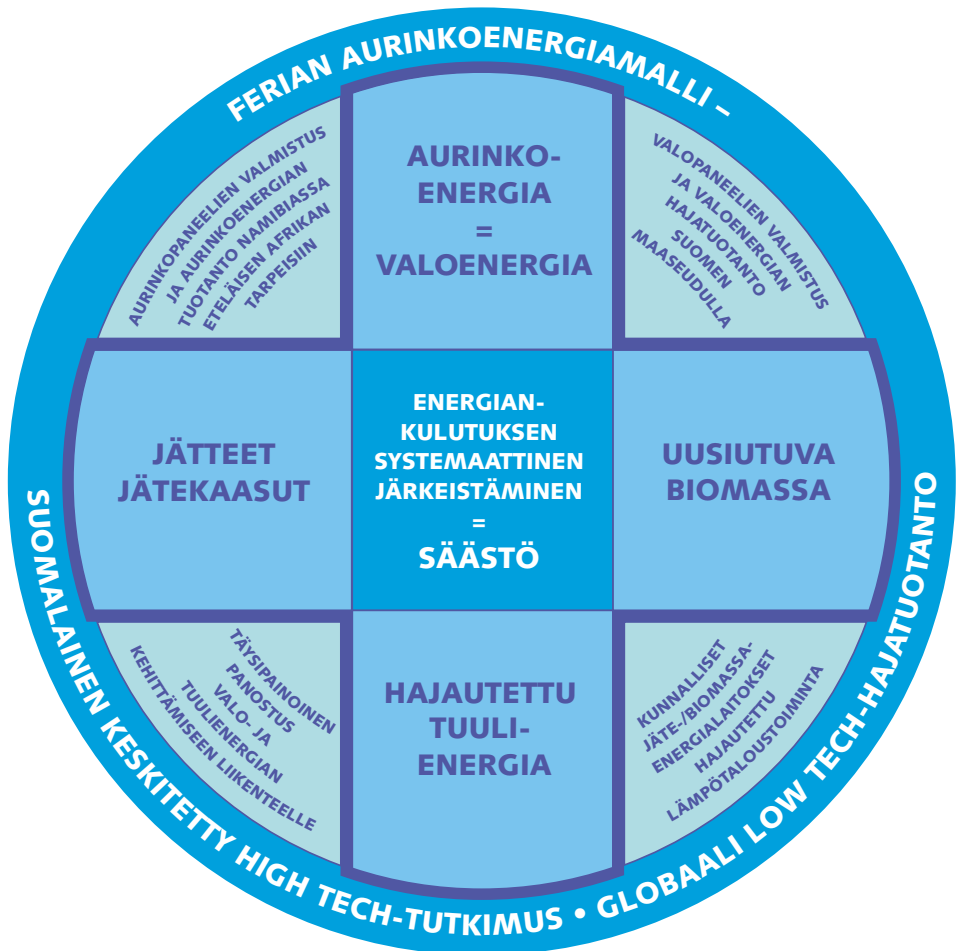 FERIAN AURINKOENERGIAMALLI –
SUOMALAINEN KESKITETTY HIGH TECH-TUTKIMUS • GLOBAALI LOW TECH-HAJATUOTANTO
AURINKOPANEELIEN VALMISTUS
JA AURINKOENERGIAN
TUOTANTO NAMIBIASSA
ETELÄISEN AFRIKAN
TARPEISIIN
AURINKO-
ENERGIA
=
VALOENERGIA
VALOPANEELIEN VALMISTUS
JA VALOENERGIAN
HAJATUOTANTO
SUOMEN
MAASEUDULLA
JÄTTEET
JÄTEKAASUT
ENERGIAN-
KULUTUKSEN
SYSTEMAATTINEN
JÄRKEISTÄMINEN
=
SÄÄSTÖ
UUSIUTUVA
BIOMASSA
TÄYSIPAINOINEN
PANOSTUS
VALO- JA
TUULIENERGIAN
KEHITTÄMISEEN LIIKENTEELLE
HAJAUTETTU
TUULI-
ENERGIA
KUNNALLISET
JÄTE-/BIOMASSA-
ENERGIALAITOKSET
HAJAUTETTU
LÄMPÖTALOUSTOIMINTA